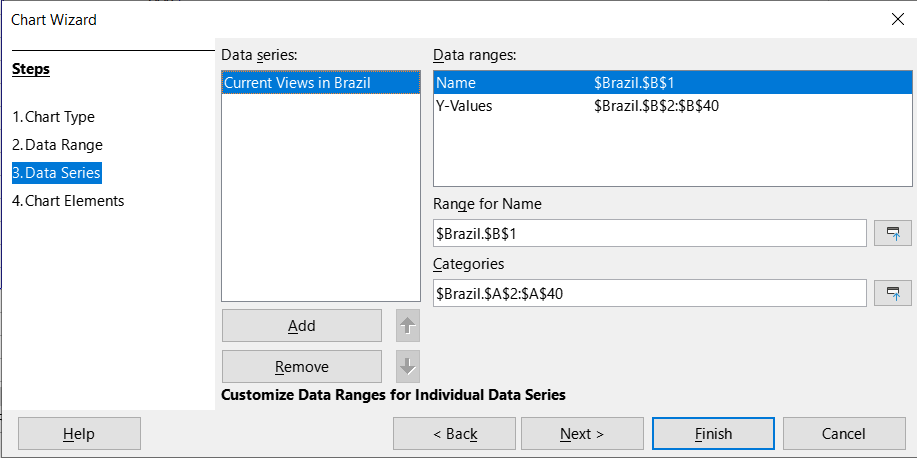 Chart Wizard
Steps
1.Chart Type
2.Data Range
3.Data Series
4.Chart Elements
Data series:
Current Views in Brazil
Add
Remove
Data ranges:
Name $Brazil.$B$1
Y-Values $Brazil.$B$2:$B$40
Range for Name
$Brazil.$B$1
Categories
$Brazil.$A$2:$A$40
Customize Data Ranges for Individual Data Series
Help
< Back
Next >
Finish
Cancel